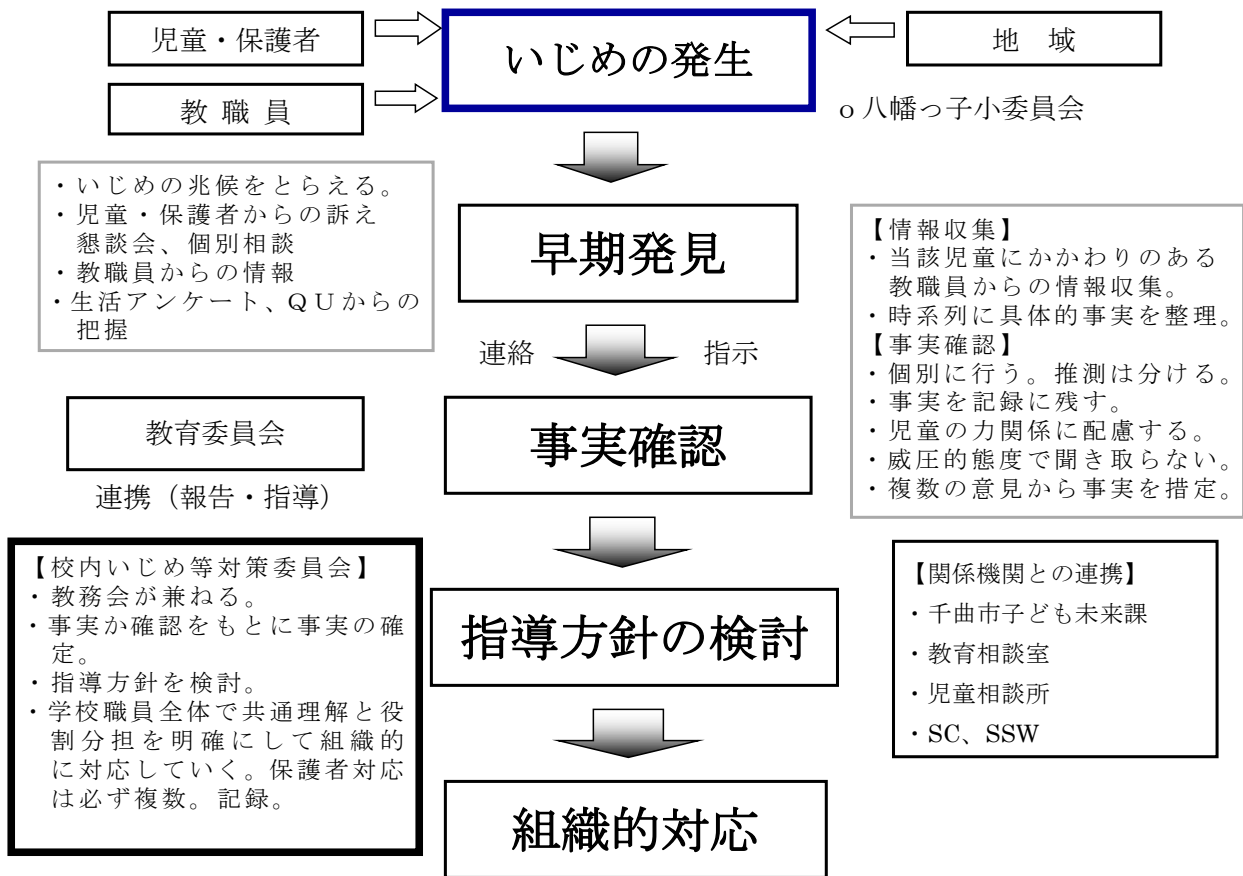 児童・保護者
いじめの発生
地　域
教 職 員
o 八幡っ子小委員会
・いじめの兆候をとらえる。
・児童・保護者からの訴え
懇談会、個別相談
・教職員からの情報
・生活アンケート、ＱＵからの
把握
早期発見
【情報収集】
・当該児童にかかわりのある
教職員からの情報収集。
・時系列に具体的事実を整理。
【事実確認】
・個別に行う。推測は分ける。
・事実を記録に残す。
・児童の力関係に配慮する。
・威圧的態度で聞き取らない。
・複数の意見から事実を措定。
連絡
指示
教育委員会
連携（報告・指導）
事実確認
【校内いじめ等対策委員会】
・教務会が兼ねる。
・事実か確認をもとに事実の確
定。
・指導方針を検討。
・学校職員全体で共通理解と役
割分担を明確にして組織的
に対応していく。保護者対応
は必ず複数。記録。
指導方針の検討
【関係機関との連携】
・千曲市子ども未来課
・教育相談室
・児童相談所
・SC、SSW
組織的対応